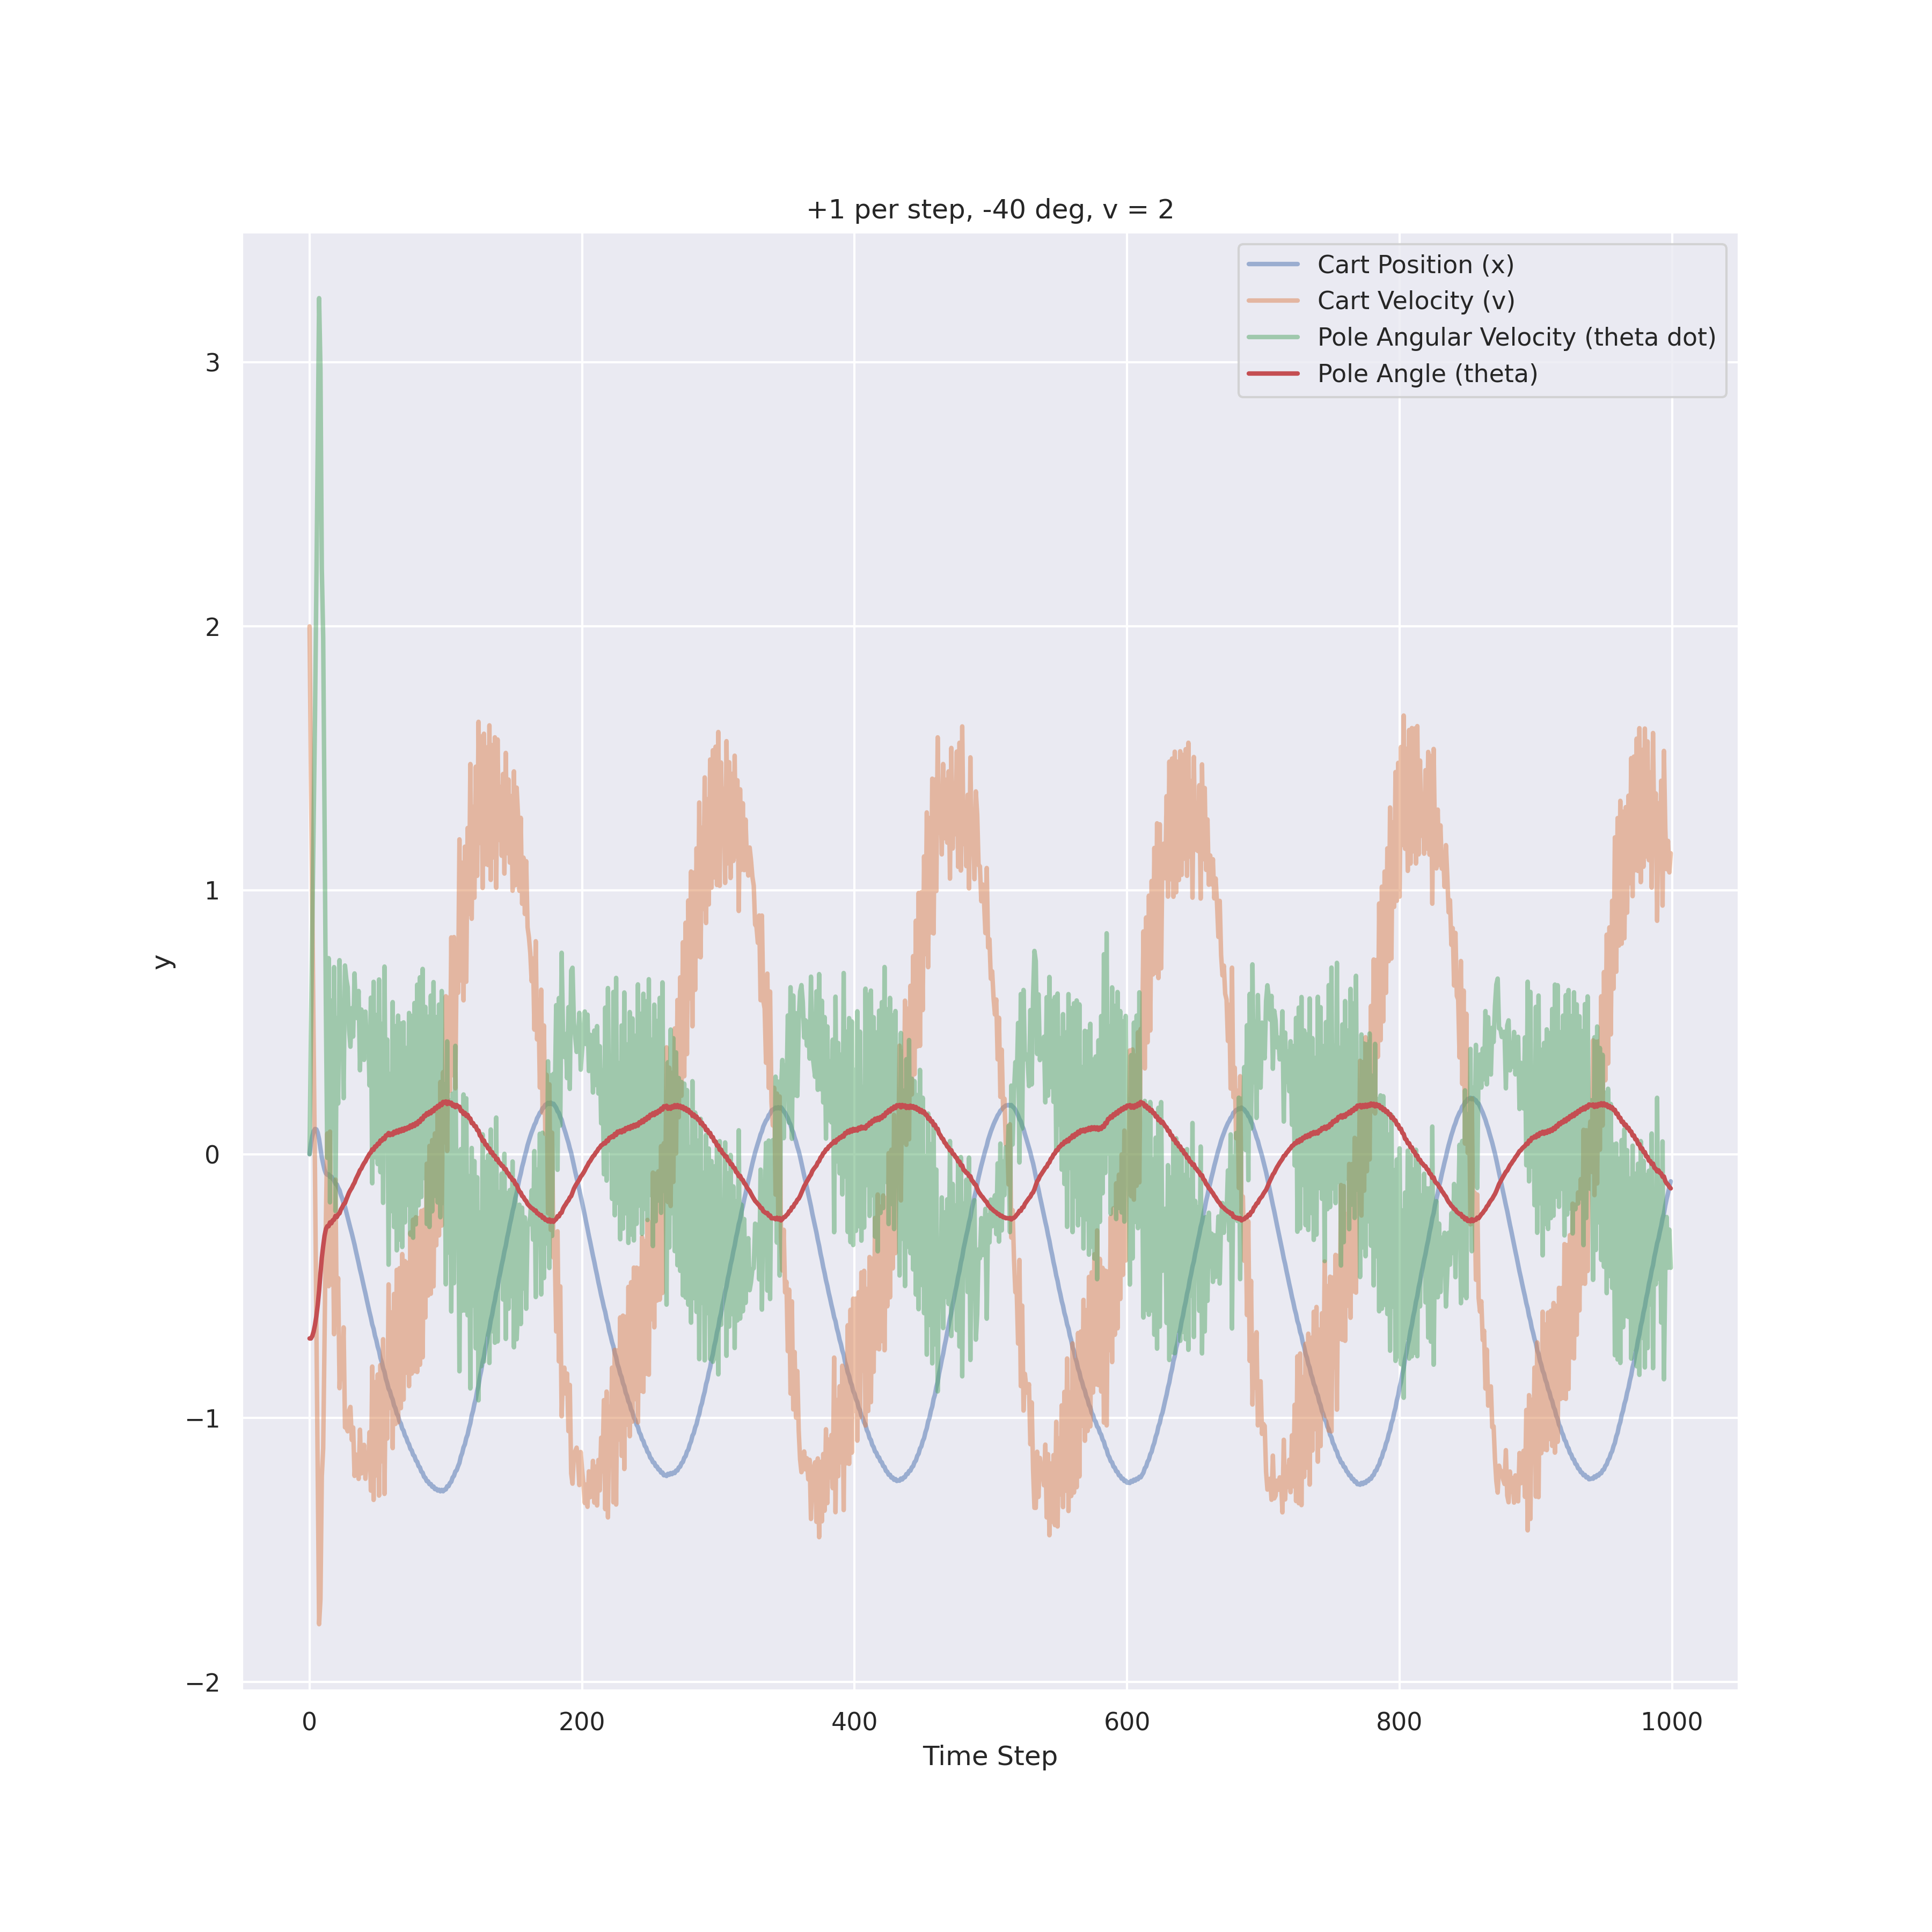 +1 per step, -40 deg, v = 2
Cart Position (x)
Cart Velocity (v)
Pole Angular Velocity (theta dot)
Pole Angle (theta)
3
2
1
0
−1
−2
y
0 200 400 600 800 1000
Time Step